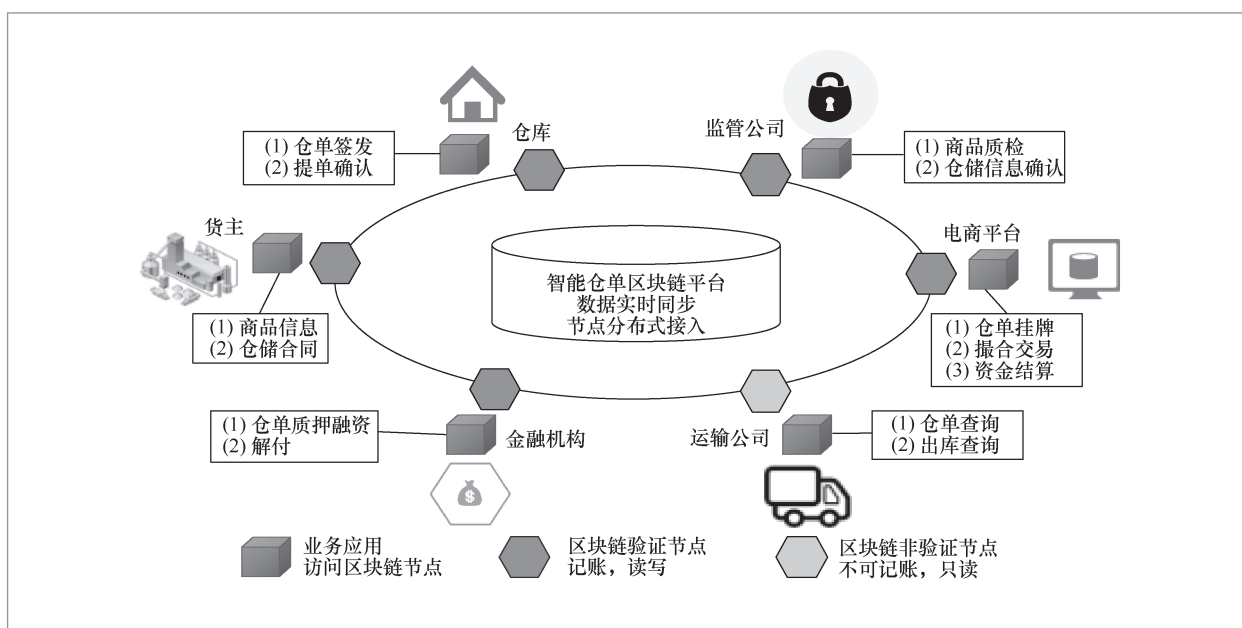 仓库
监管公司
(1) 仓单签发
(2) 提单确认
(1) 商品质检
(2) 仓储信息确认
货主
电商平台
智能仓单区块链平台
数据实时同步
节点分布式接入
(1) 商品信息
(2) 仓储合同
(1) 仓单挂牌
(2) 撮合交易
(3) 资金结算
(1) 仓单质押融资
(2) 解付
金融机构
运输公司
(1) 仓单查询
(2) 出库查询
$
业务应用
访问区块链节点
区块链验证节点
记账，读写
区块链非验证节点
不可记账，只读